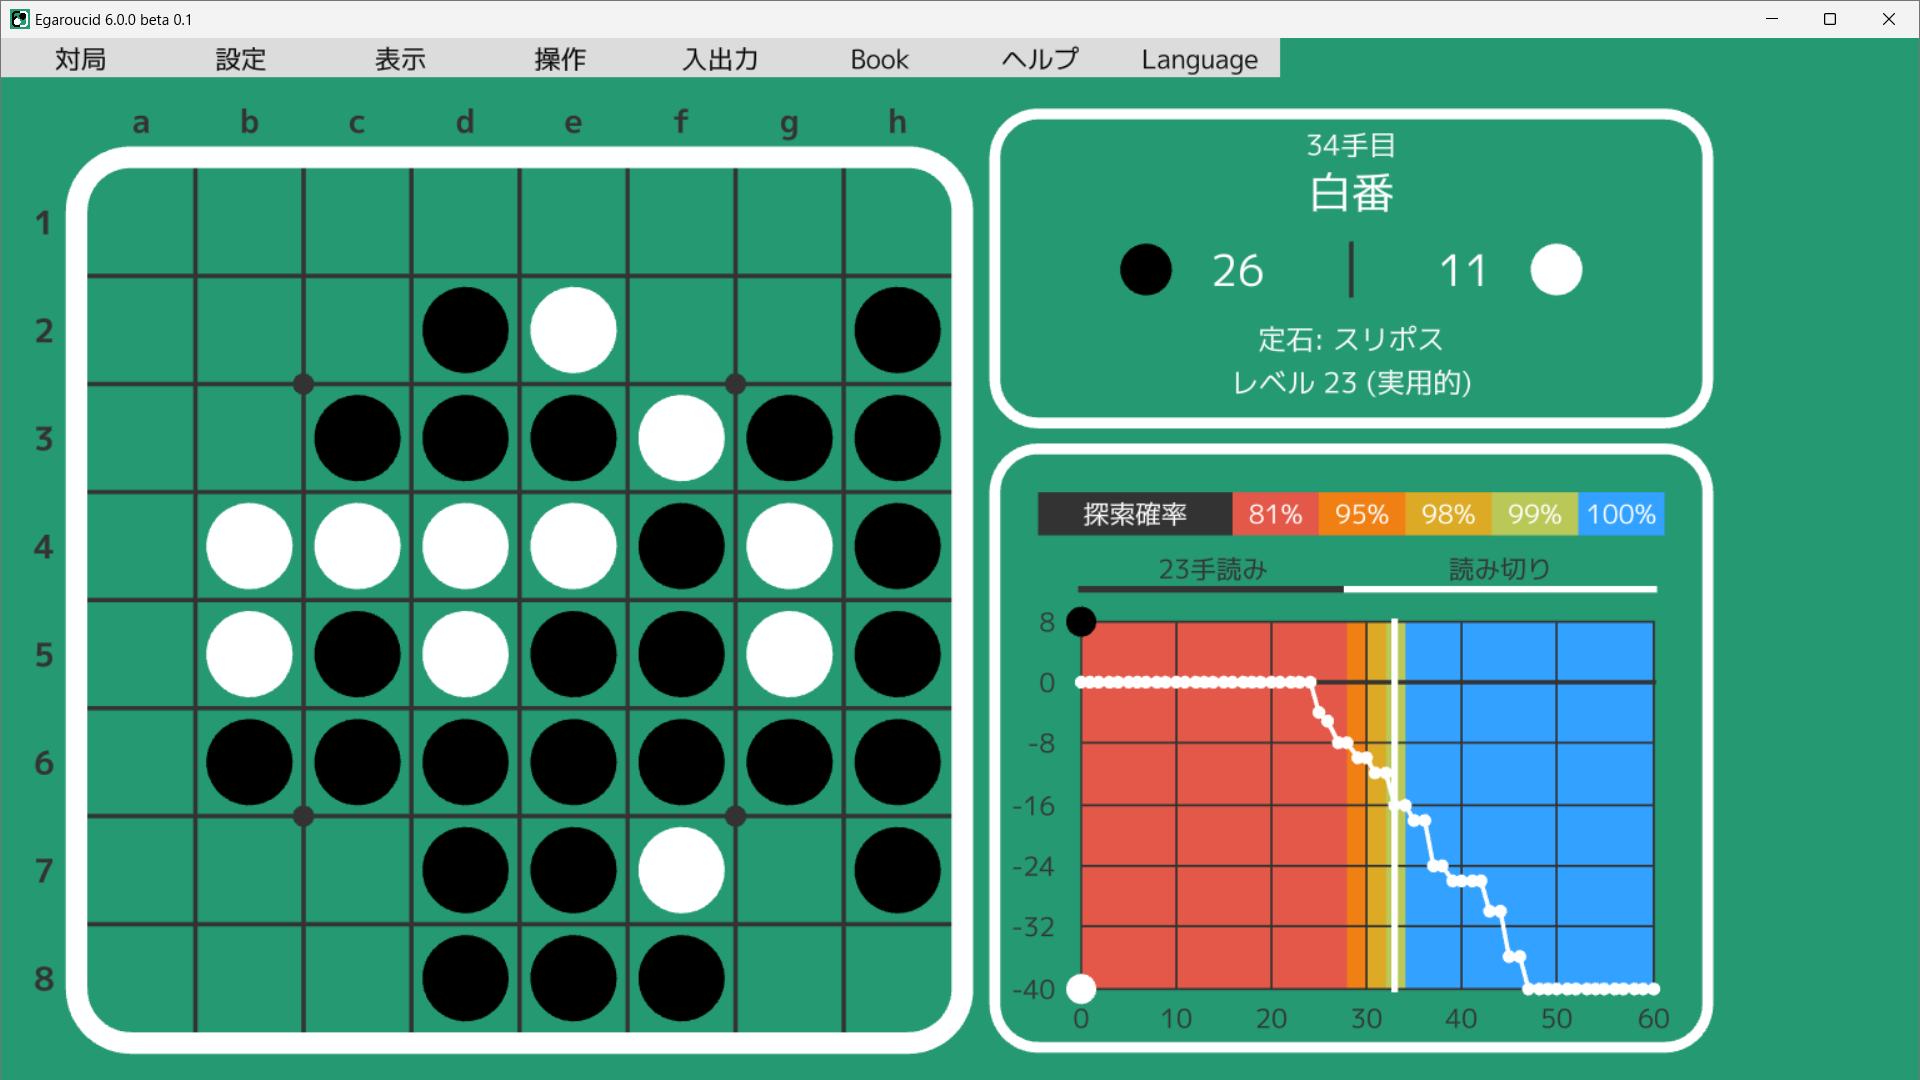 Egaroucid 6.0.0 beta 0.1
対局 設定 表示 操作 入出力 Book ヘルプ Language
a b c d e f g h
1
2
3
4
5
6
7
8
34手目
白番
26 11
定石: スリポス
レベル 23 (実用的)
探索確率 81% 95% 98% 99% 100%
23手読み 読み切り
8
0
-8
-16
-24
-32
-40
0 10 20 30 40 50 60